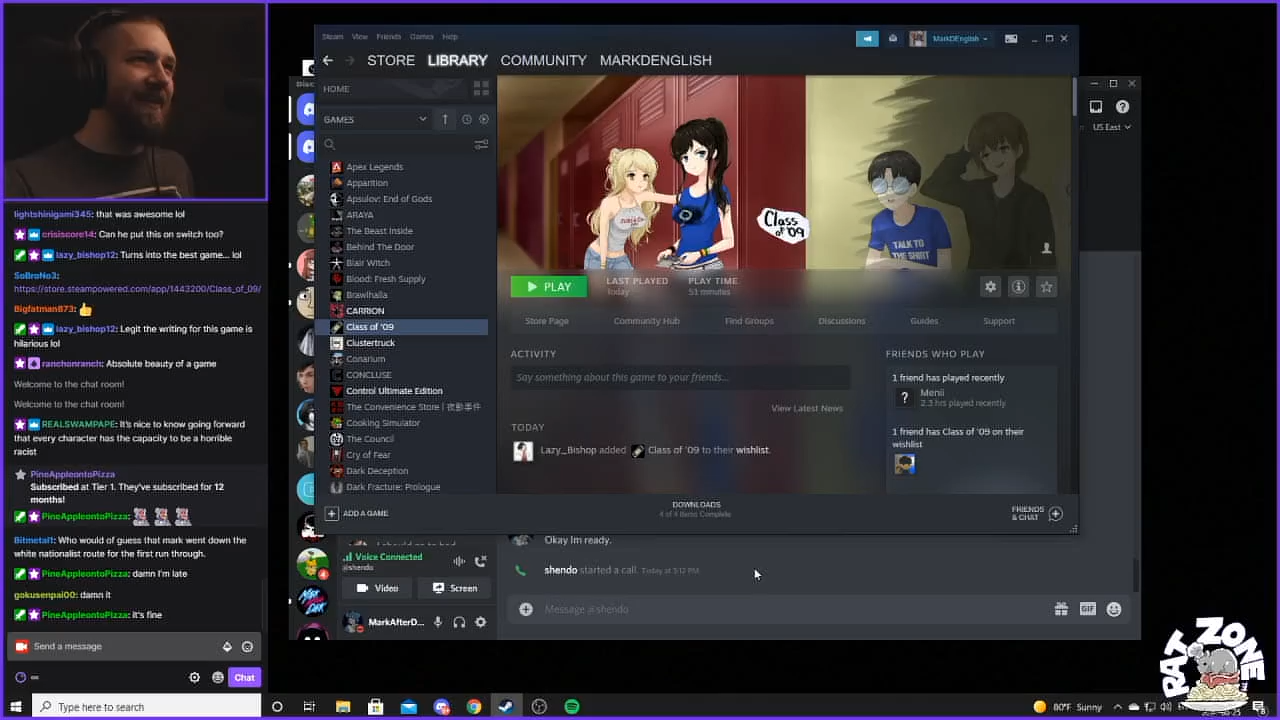 Steam View Friends Games Help
MarkDEnglish
STORE LIBRARY COMMUNITY MARKDENGLISH
HOME
GAMES
Apex Legends
Apparition
Apsulov: End of Gods
ARAYA
The Beast Inside
Behind The Door
Blair Witch
Blood: Fresh Supply
Brawlhalla
CARRION
Class of '09
Clustertruck
Conarium
CONCLUSE
Control Ultimate Edition
The Convenience Store | 夜勤事件
Cooking Simulator
The Council
Cry of Fear
Dark Deception
Dark Fracture: Prologue
ADD A GAME
Class of '09
TALK TO THE SHIRT
PLAY
LAST PLAYED
Today
PLAY TIME
51 minutes
Store Page Community Hub Find Groups Discussions Guides Support
ACTIVITY
Say something about this game to your friends...
View Latest News
TODAY
Lazy_Bishop added Class of '09 to their wishlist.
FRIENDS WHO PLAY
1 friend has played recently
Menii
2.3 hrs played recently
1 friend has Class of '09 on their
wishlist
DOWNLOADS
4 of 4 Items Complete
FRIENDS
& CHAT
US East
lightshinigami345: that was awesome lol
crisiscore14: Can he put this on switch too?
lazy_bishop12: Turns into the best game... lol
SoBroNo3:
https://store.steampowered.com/app/1443200/Class_of_09/
Bigfatman873:
lazy_bishop12: Legit the writing for this game is
hilarious lol
ranchonranch: Absolute beauty of a game
Welcome to the chat room!
Welcome to the chat room!
REALSWAMPAPE: It's nice to know going forward
that every character has the capacity to be a horrible
racist
PineAppleontoPizza
Subscribed at Tier 1. They've subscribed for 12
months!
PineAppleontoPizza:
Bitmetal1: Who would of guess that mark went down the
white nationalist route for the first run through.
PineAppleontoPizza: damn I'm late
gokusenpai00: damn it
PineAppleontoPizza: it's fine
Send a message
Chat
Okay Im ready.
shendo started a call. Today at 5:12 PM
Voice Connected
@shendo
Video
Screen
MarkAfterD...
Message @shendo
GIF
RAT ZONE
Type here to search
80°F Sunny